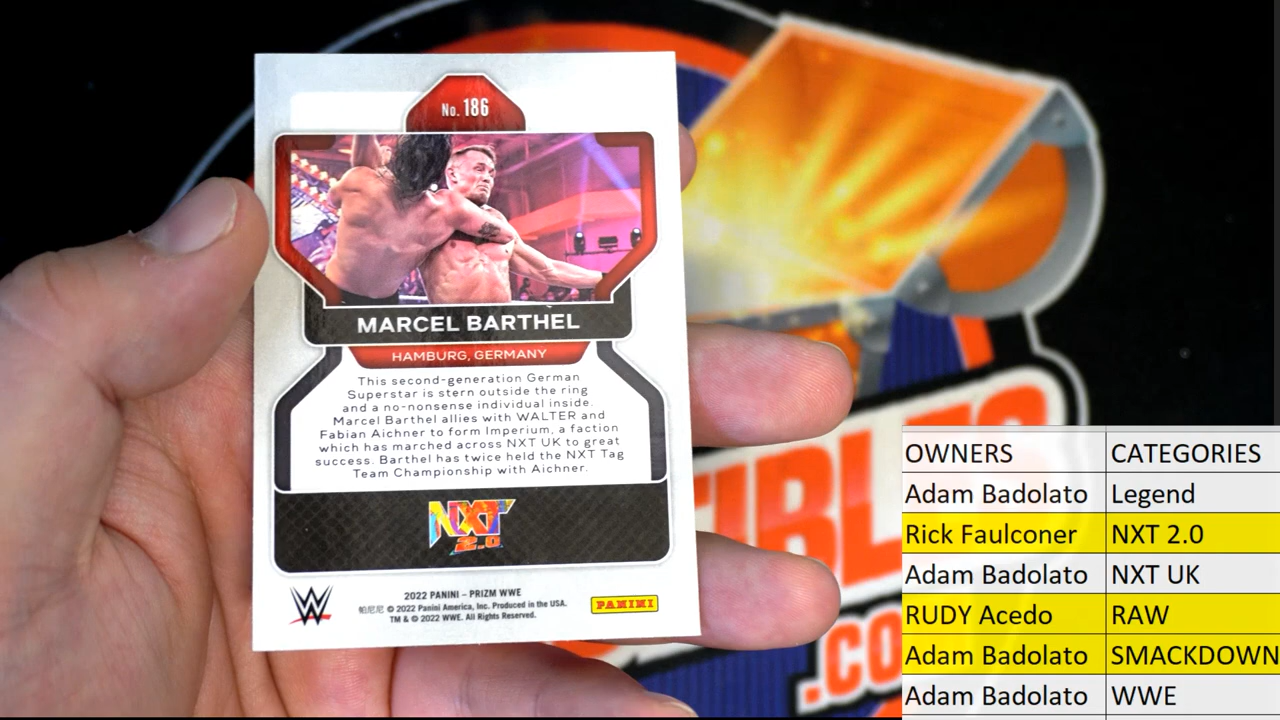 No. 186
MARCEL BARTHEL
HAMBURG, GERMANY
This second-generation German
Superstar is stern outside the ring
and a no-nonsense individual inside.
Marcel Barthel allies with WALTER and
Fabian Aichner to form Imperium, a faction
which has marched across NXT UK to great
success. Barthel has twice held the NXT Tag
Team Championship with Aichner.
NXT
2.0
W
2022 PANINI – PRIZM WWE
帕尼尼 © 2022 Panini America, Inc. Produced in the USA.
TM & © 2022 WWE. All Rights Reserved.
PANINI
.CO
OWNERS CATEGORIES
Adam Badolato Legend
Rick Faulconer NXT 2.0
Adam Badolato NXT UK
RUDY Acedo RAW
Adam Badolato SMACKDOWN
Adam Badolato WWE